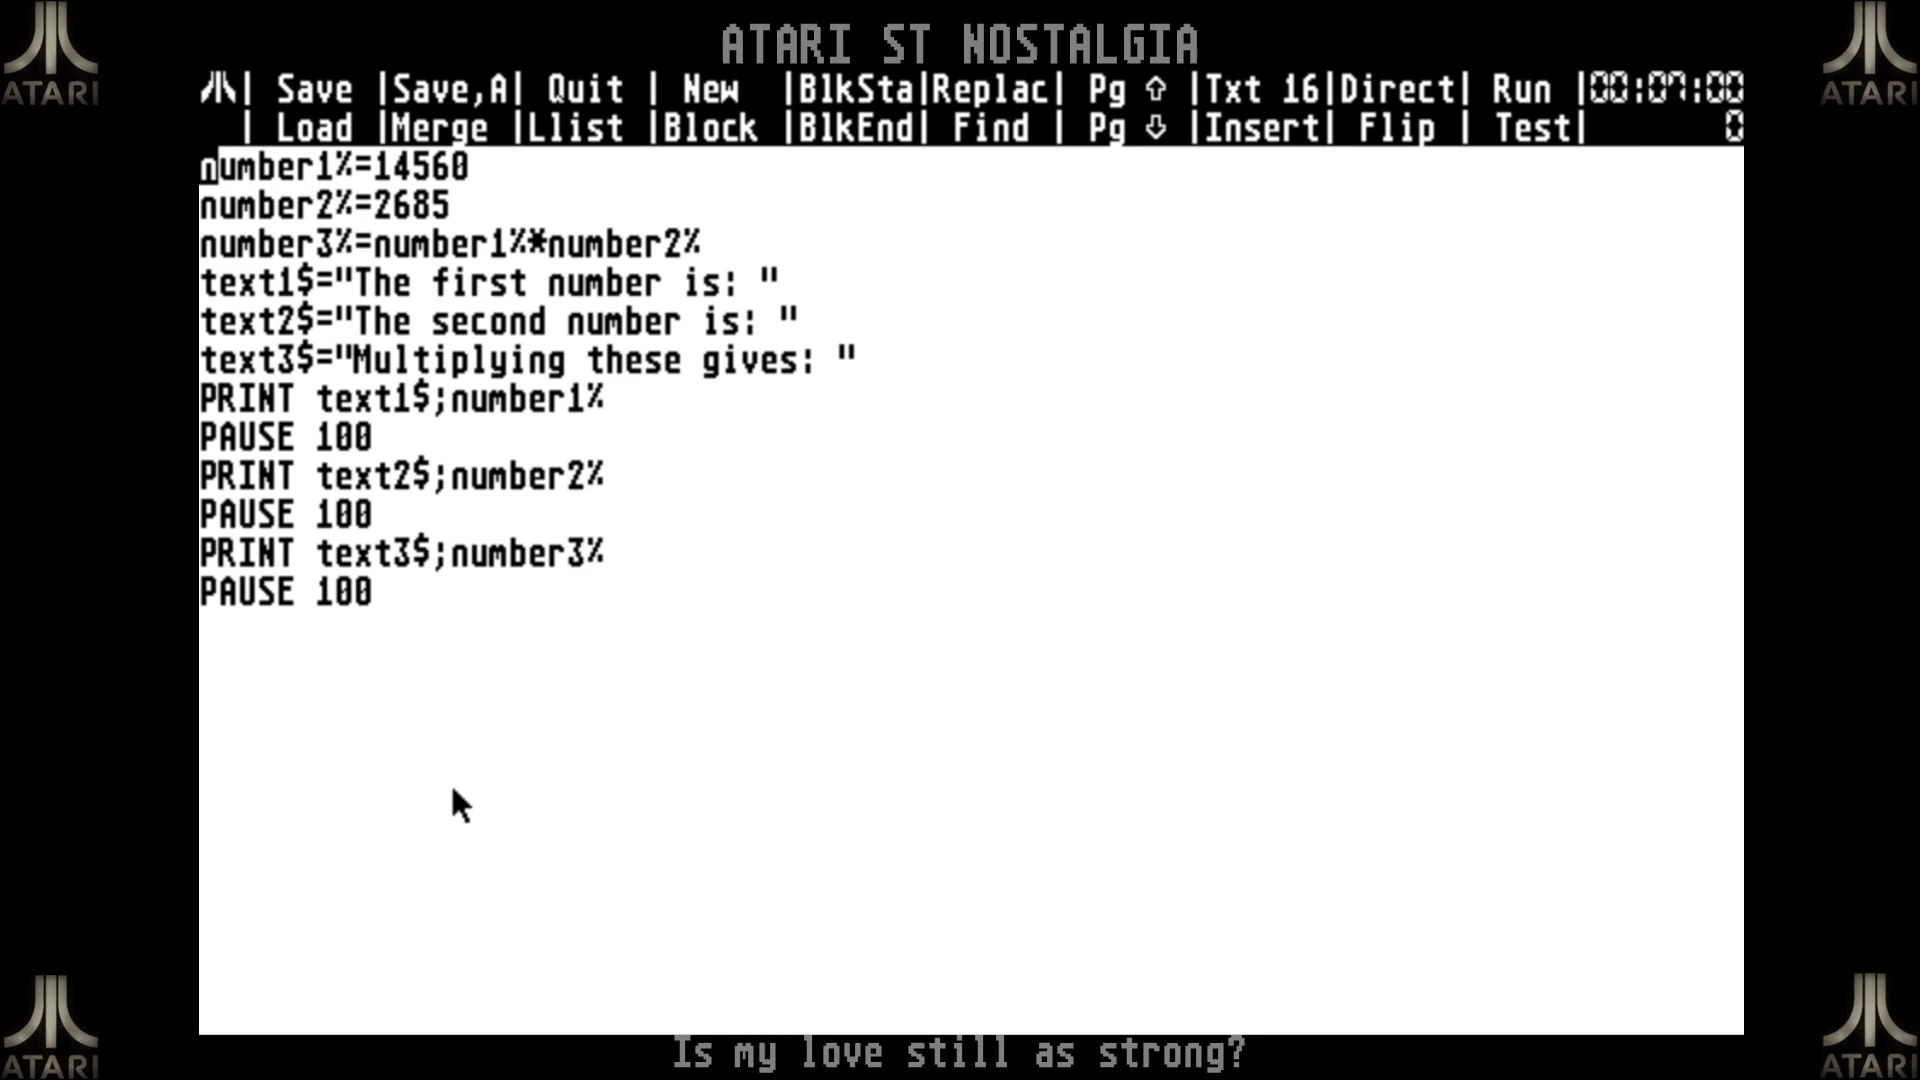 ATARI ST NOSTALGIA
| Save |Save,A| Quit | New |BlkSta|Replac| Pg ⇧ |Txt 16|Direct| Run |00:07:00
| Load |Merge |Llist |Block |BlkEnd| Find | Pg ⇩ |Insert| Flip | Test| 0
number1%=14560
number2%=2685
number3%=number1%*number2%
text1$="The first number is: "
text2$="The second number is: "
text3$="Multiplying these gives: "
PRINT text1$;number1%
PAUSE 100
PRINT text2$;number2%
PAUSE 100
PRINT text3$;number3%
PAUSE 100
Is my love still as strong?
ATARI
ATARI
ATARI
ATARI